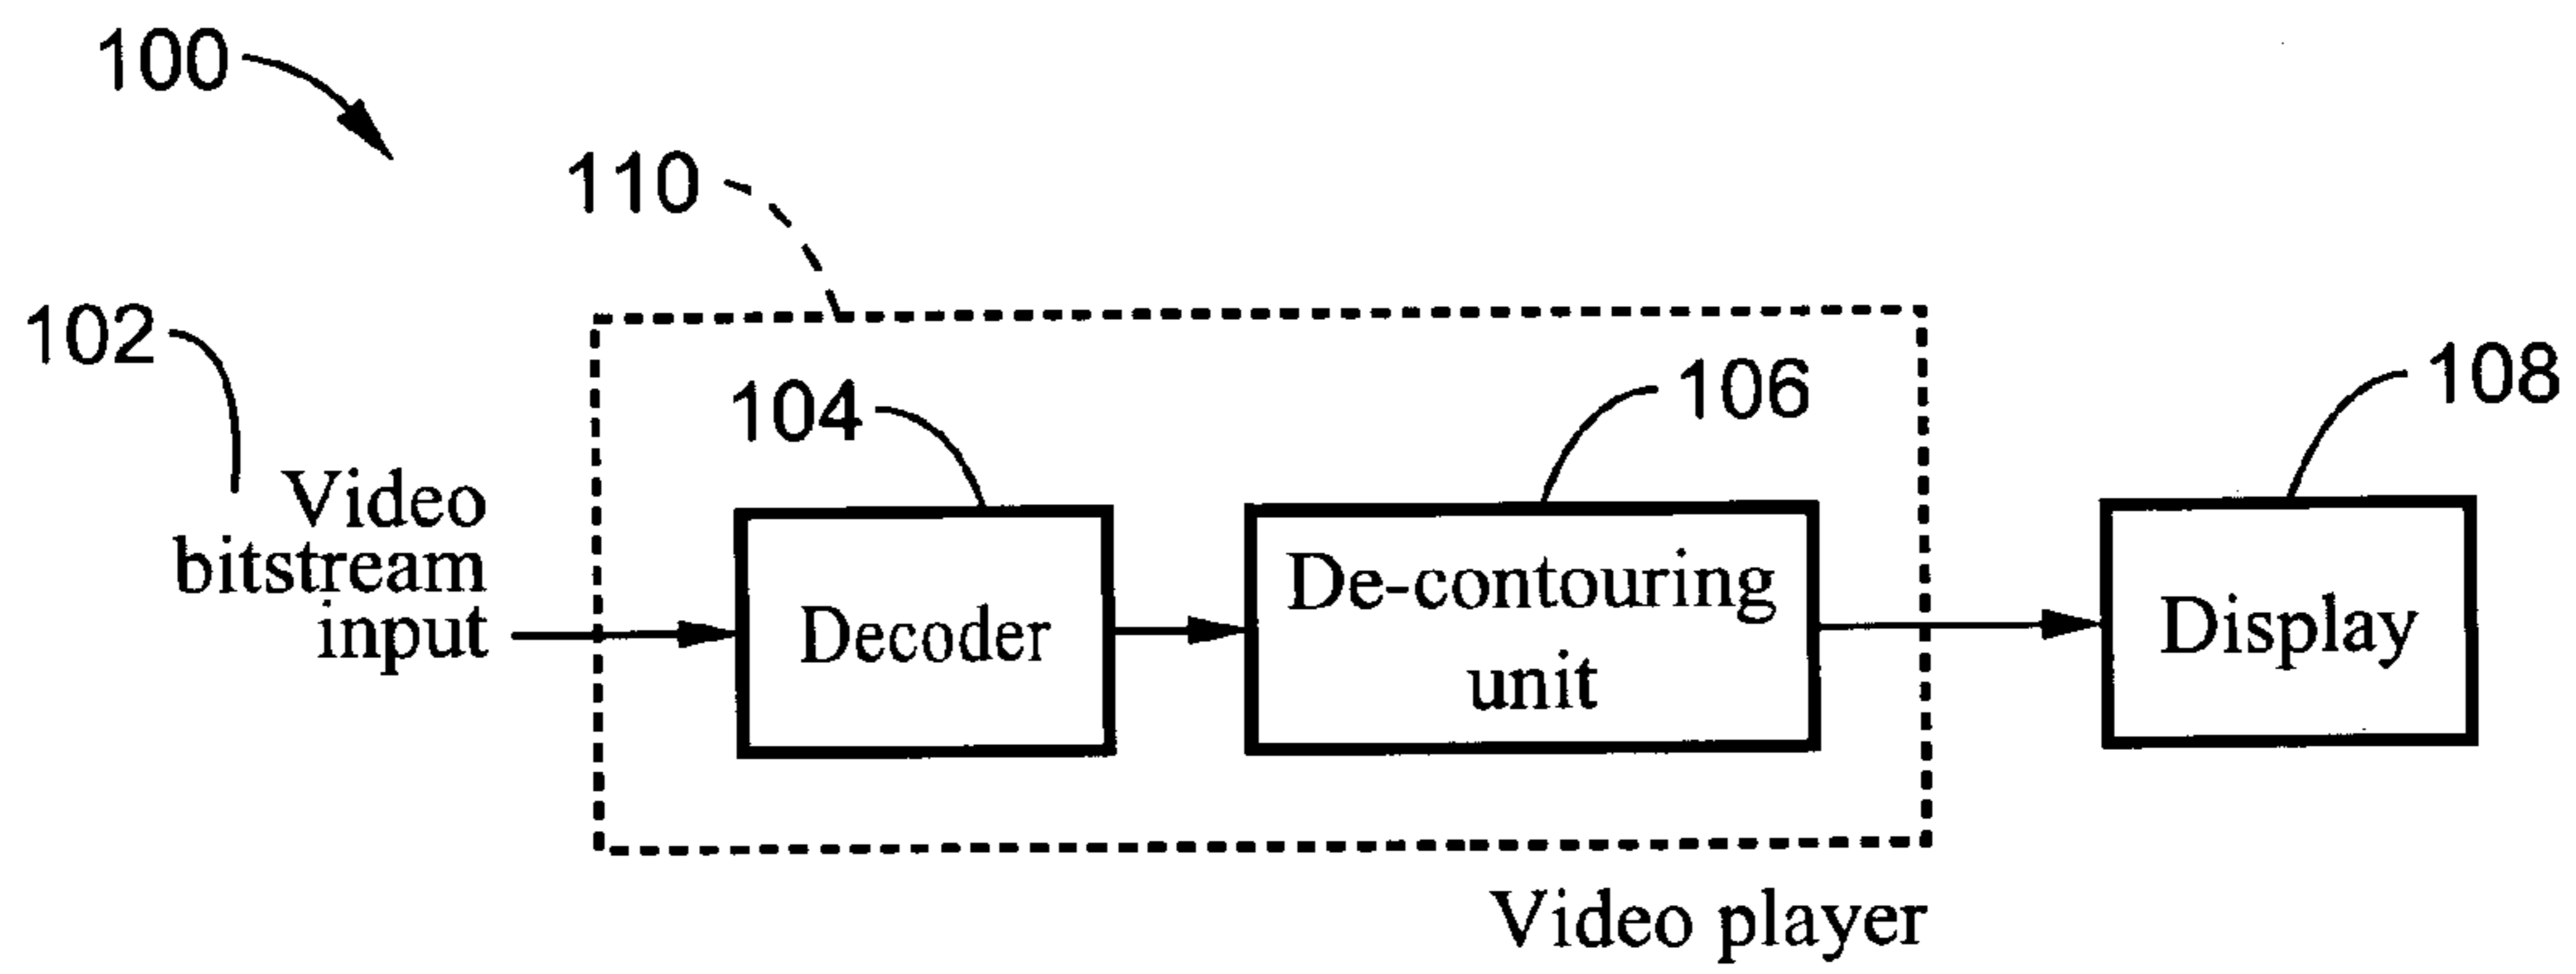 100
110
102
104
106
108
Video
bitstream
input
Decoder
De-contouring
unit
Display
Video player